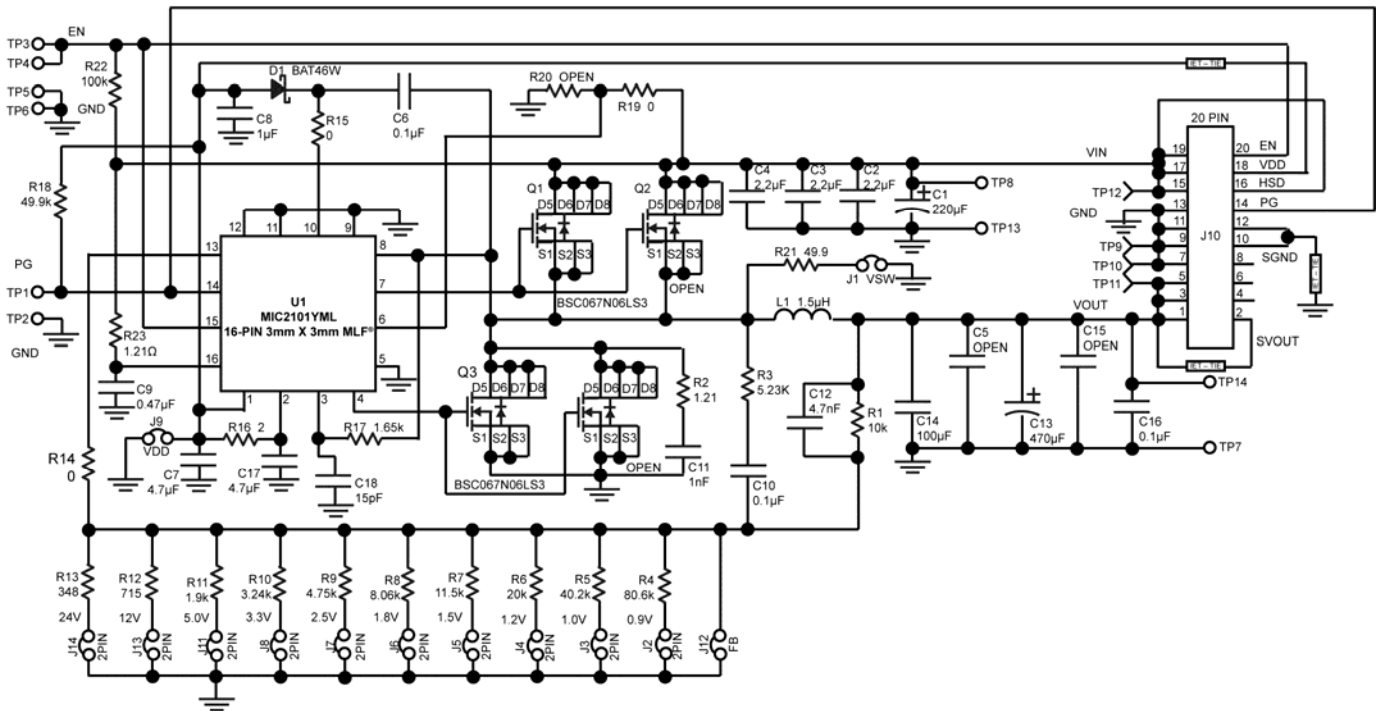 TP3
EN
TP4
TP5
TP6
GND
R22
100k
D1 BAT46W
C8
1µF
R15
0
C6
0.1µF
R20 OPEN
R19 0
R18
49.9k
12
11
10
9
13
14
15
16
8
7
6
5
1
2
3
4
U1
MIC2101YML
16-PIN 3mm X 3mm MLF®
PG
TP1
TP2
GND
R23
1.21Ω
C9
0.47µF
J9
VDD
R16 2
C7
4.7µF
C17
4.7µF
R17 1.65k
C18
15pF
R14
0
Q1
D5 D6 D7 D8
S1 S2 S3
BSC067N06LS3
Q2
D5 D6 D7 D8
S1 S2 S3
OPEN
Q3
D5 D6 D7 D8
S1 S2 S3
BSC067N06LS3
D5 D6 D7 D8
S1 S2 S3
OPEN
C4
2.2µF
C3
2.2µF
C2
2.2µF
C1
220µF
+
TP8
TP13
R21 49.9
J1 VSW
L1 1.5µH
R2
1.21
C11
1nF
R3
5.23K
C10
0.1µF
C12
4.7nF
R1
10k
C14
100µF
C5
OPEN
C13
470µF
+
C15
OPEN
C16
0.1µF
TP14
TP7
20 PIN
J10
VIN
TP12
GND
TP9
TP10
TP11
VOUT
19
17
15
13
11
9
7
5
3
1
20 EN
18 VDD
16 HSD
14 PG
12
10
8
6
4
2
SGND
SVOUT
R13
348
24V
J14
2PIN
R12
715
12V
J13
2PIN
R11
1.9k
5.0V
J11
2PIN
R10
3.24k
3.3V
J8
2PIN
R9
4.75k
2.5V
J7
2PIN
R8
8.06k
1.8V
J6
2PIN
R7
11.5k
1.5V
J5
2PIN
R6
20k
1.2V
J4
2PIN
R5
40.2k
1.0V
J3
2PIN
R4
80.6k
0.9V
J2
2PIN
J12
FB